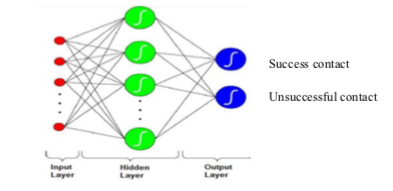 Success contact
Unsuccessful contact
Input Hidden Output
Layer Layer Layer